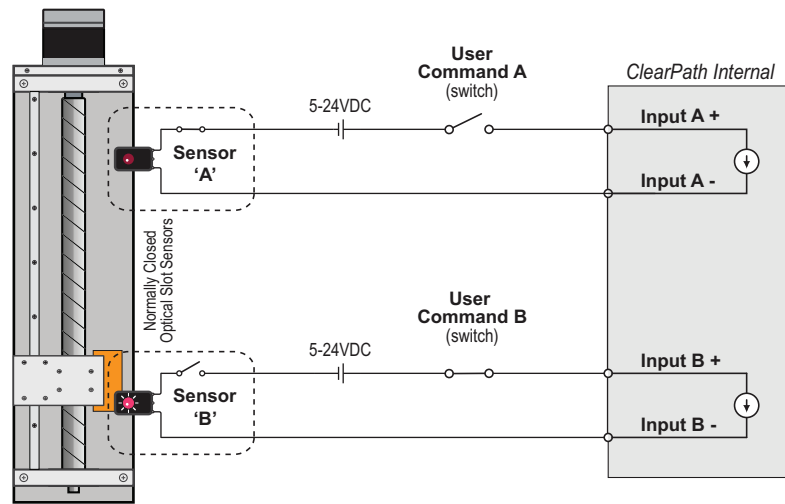 User
Command A
(switch)
ClearPath Internal
5-24VDC
Input A +
Sensor
‘A’
Input A -
Normally Closed
Optical Slot Sensors
User
Command B
(switch)
5-24VDC
Input B +
Sensor
‘B’
Input B -